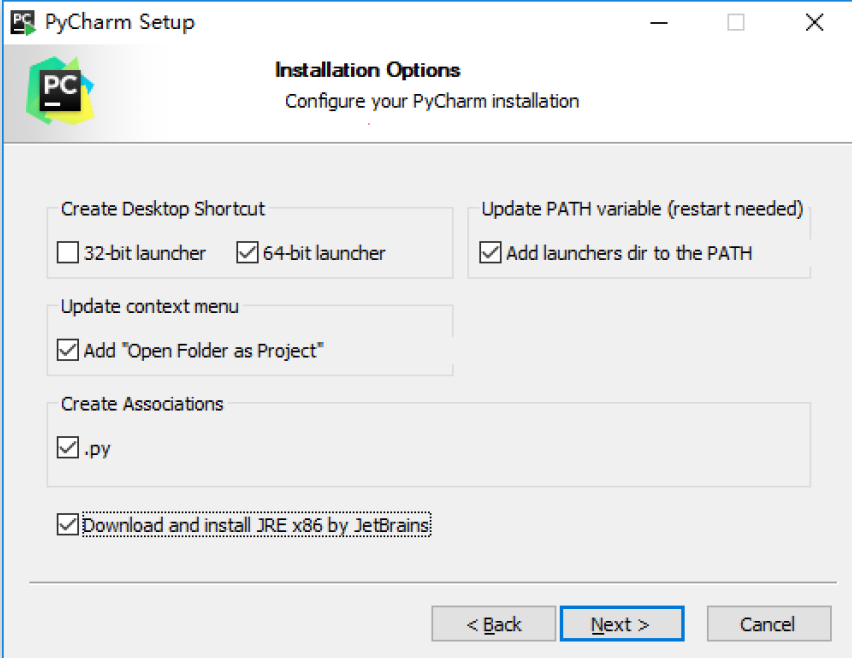 PC PyCharm Setup
PC
Installation Options
Configure your PyCharm installation
Create Desktop Shortcut
Update PATH variable (restart needed)
32-bit launcher
64-bit launcher
Add launchers dir to the PATH
Update context menu
Add "Open Folder as Project"
Create Associations
.py
Download and install JRE x86 by JetBrains
< Back
Next >
Cancel